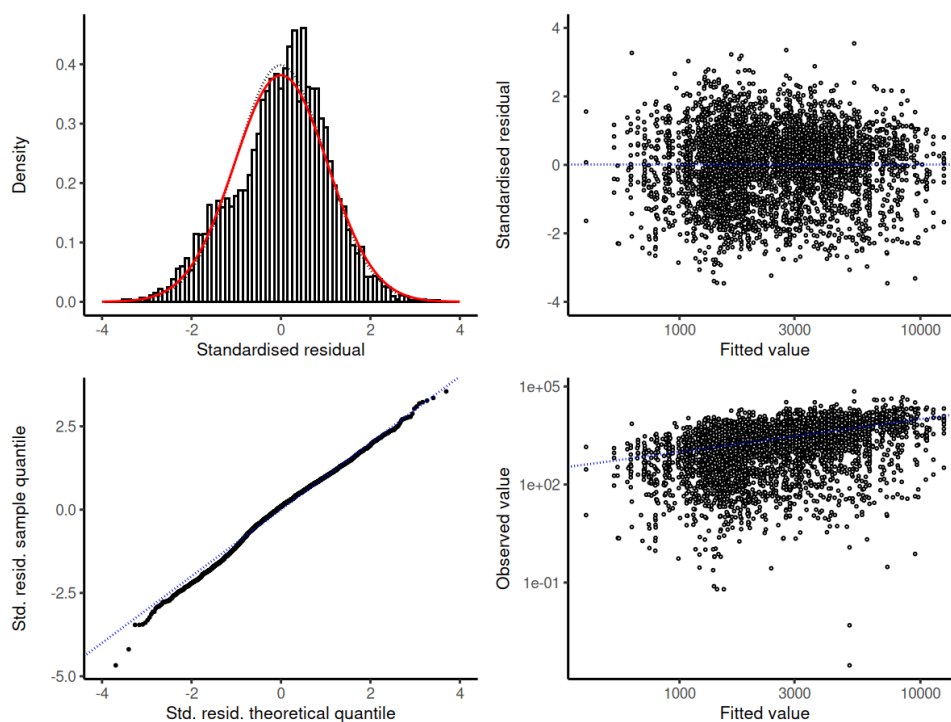 Density
0.4
0.3
0.2
0.1
0.0
-4 -2 0 2 4
Standardised residual
Standardised residual
4
2
0
-2
-4
1000 3000 10000
Fitted value
Std. resid. sample quantile
2.5
0.0
-2.5
-5.0
-4 -2 0 2 4
Std. resid. theoretical quantile
Observed value
1e+05
1e+02
1e-01
1000 3000 10000
Fitted value